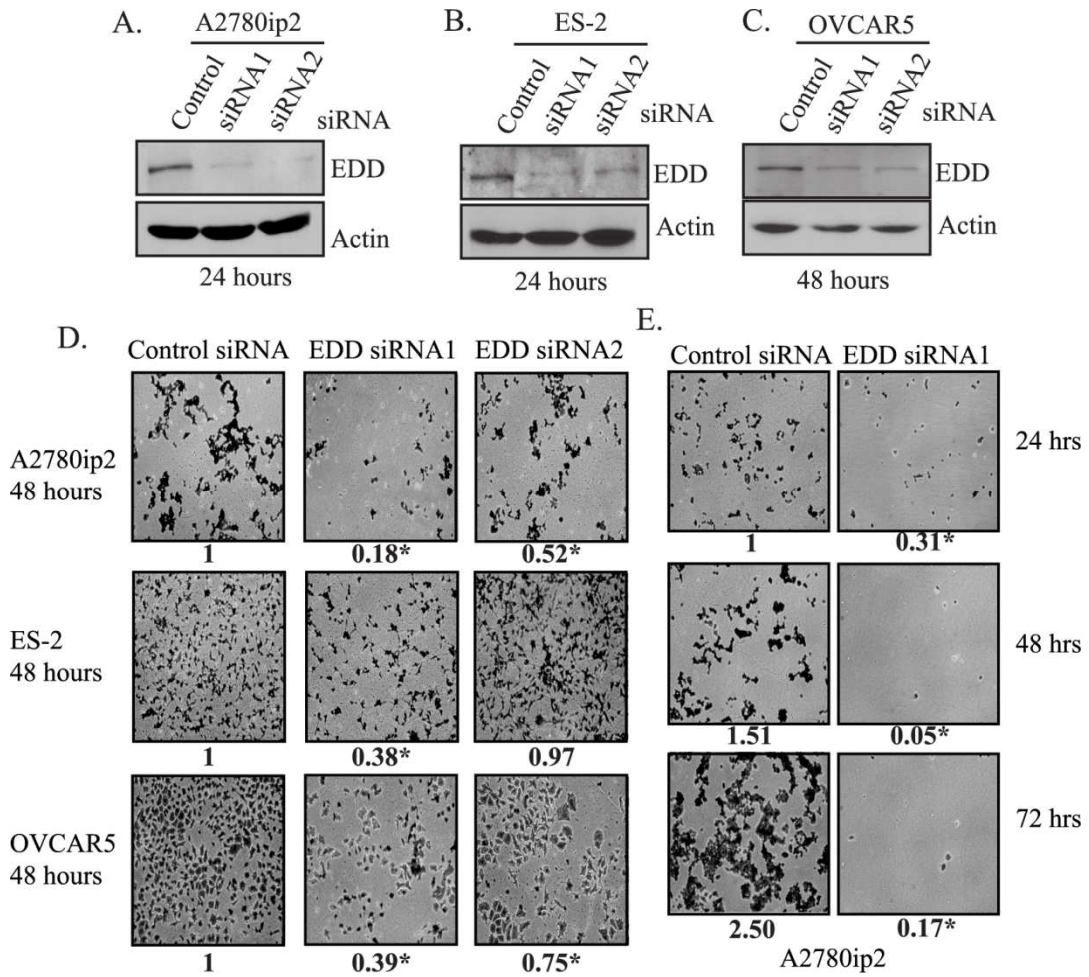 A.
A2780ip2
Control siRNA1 siRNA2 siRNA
EDD
Actin
24 hours
B.
ES-2
Control siRNA1 siRNA2 siRNA
EDD
Actin
24 hours
C.
OVCAR5
Control siRNA1 siRNA2 siRNA
EDD
Actin
48 hours
D.
Control siRNA EDD siRNA1 EDD siRNA2
A2780ip2
48 hours
1 0.18* 0.52*
ES-2
48 hours
1 0.38* 0.97
OVCAR5
48 hours
1 0.39* 0.75*
E.
Control siRNA EDD siRNA1
24 hrs
1 0.31*
48 hrs
1.51 0.05*
72 hrs
2.50 0.17*
A2780ip2